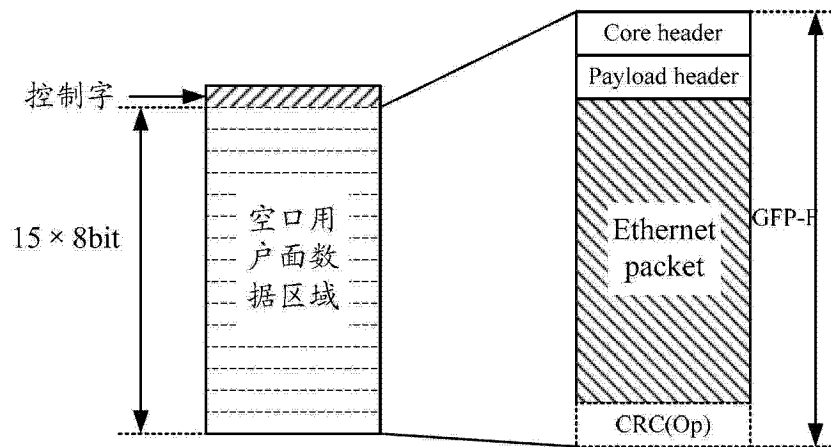 控制字
15 × 8bit
空口用
户面数
据区域
Core header
Payload header
Ethernet
packet
CRC(Op)
GFP-F